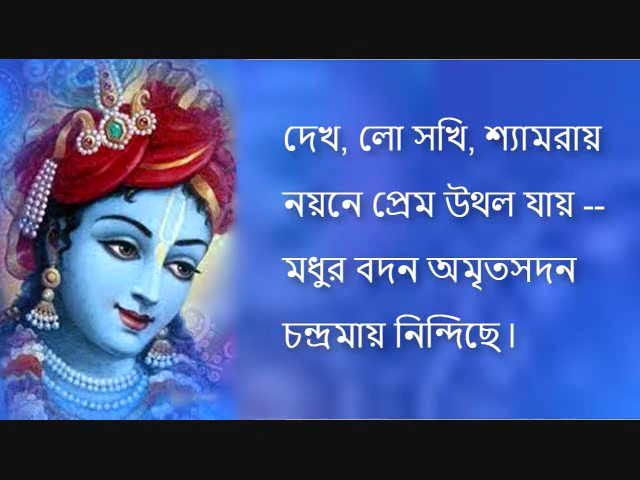 দেখ, লো সখি, শ্যামরায়
নয়নে প্রেম উথল যায় --
মধুর বদন অমৃতসদন
চন্দ্রমায় নিন্দিছে।